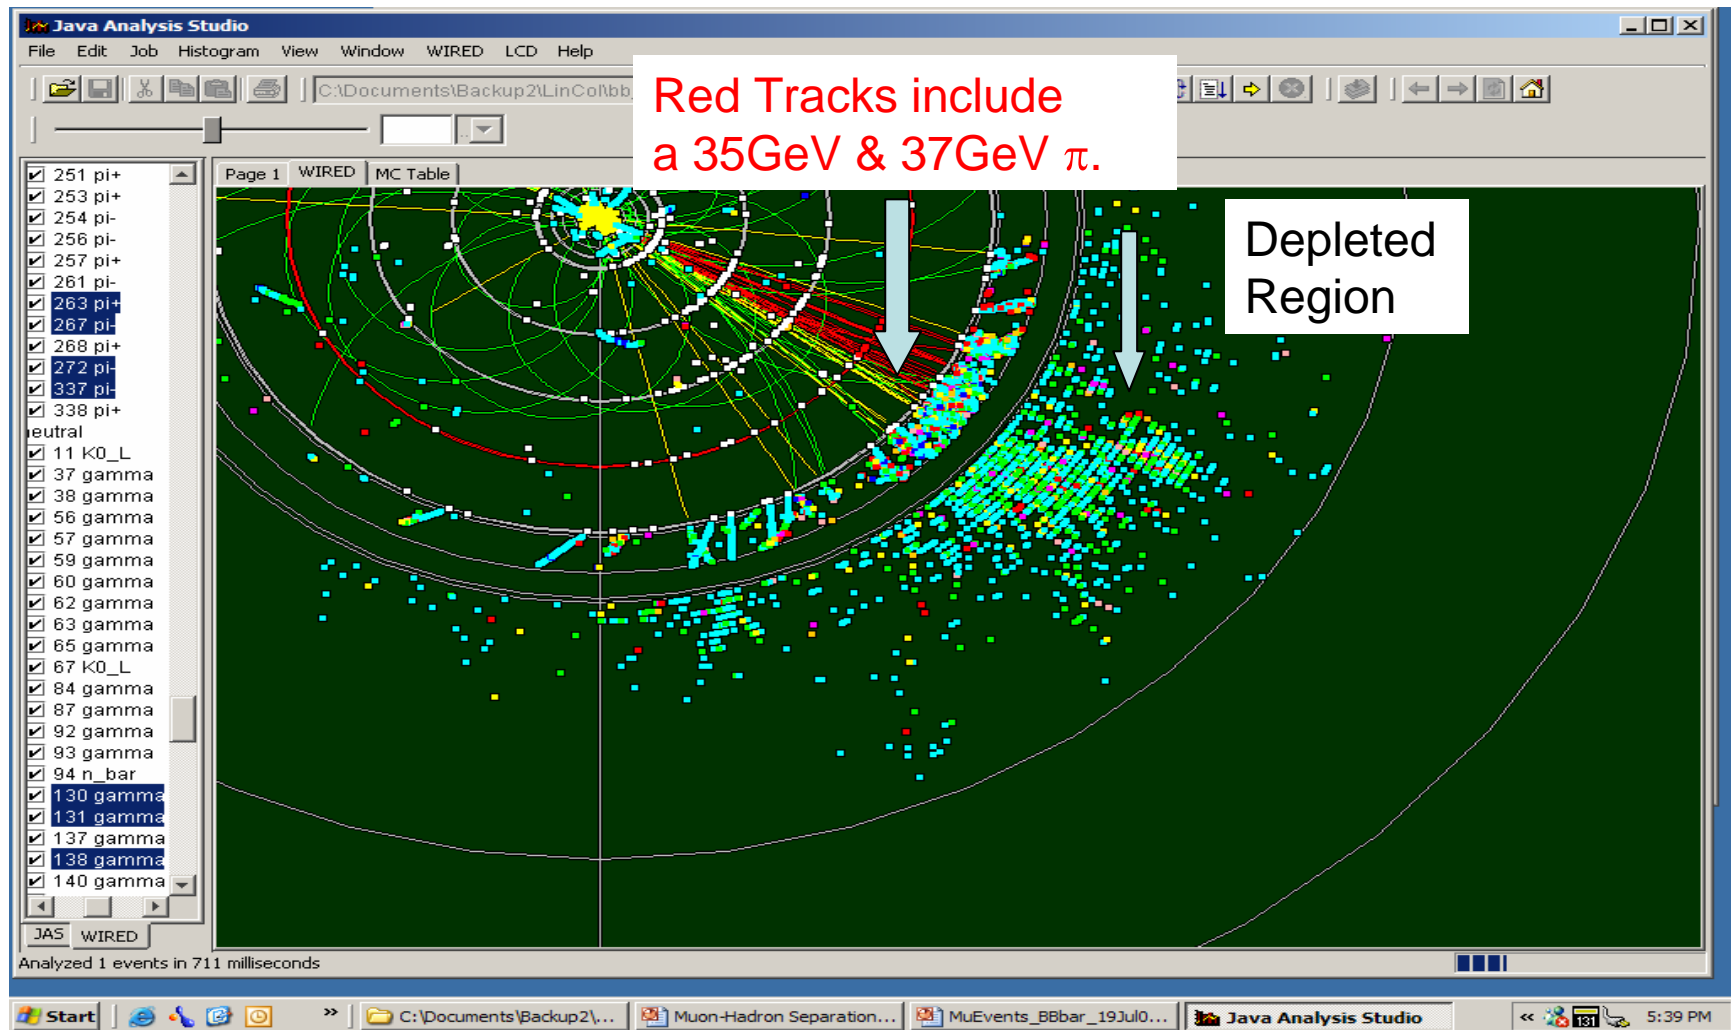 Java Analysis Studio
File Edit Job Histogram View Window WIRED LCD Help
C:\Documents\Backup2\LinCol\bb
Red Tracks include
a 35GeV & 37GeV π.
Page 1 WIRED MC Table
Depleted
Region
251 pi+
253 pi+
254 pi-
256 pi-
257 pi+
261 pi-
263 pi+
267 pi-
268 pi+
272 pi-
337 pi-
338 pi+
eutral
11 K0_L
37 gamma
38 gamma
56 gamma
57 gamma
59 gamma
60 gamma
62 gamma
63 gamma
65 gamma
67 K0_L
84 gamma
87 gamma
92 gamma
93 gamma
94 n_bar
130 gamma
131 gamma
137 gamma
138 gamma
140 gamma
JAS WIRED
Analyzed 1 events in 711 milliseconds
Start » C:\Documents\Backup2\... Muon-Hadron Separation... MuEvents_BBbar_19Jul0... Java Analysis Studio « 131 5:39 PM